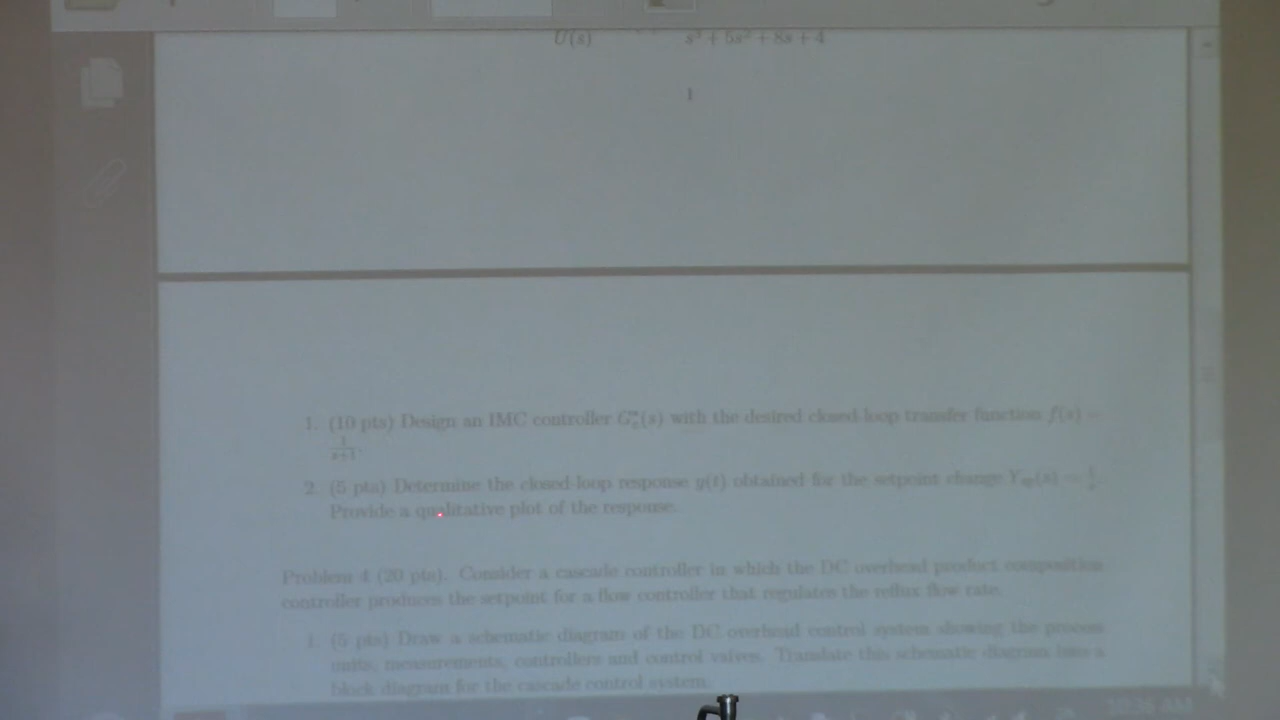 U(s) s³ + 5s² + 8s + 4
1
1. (10 pts) Design an IMC controller G*c(s) with the desired closed-loop transfer function f(s) =
1/(s+1).
2. (5 pts) Determine the closed-loop response y(t) obtained for the setpoint change Ysp(s) = 1/s.
Provide a qualitative plot of the response.
Problem 4 (20 pts). Consider a cascade controller in which the DC overhead product composition
controller produces the setpoint for a flow controller that regulates the reflux flow rate.
1. (5 pts) Draw a schematic diagram of the DC overhead control system showing the process
units, measurements, controllers and control valves. Translate this schematic diagram into a
block diagram for the cascade control system.